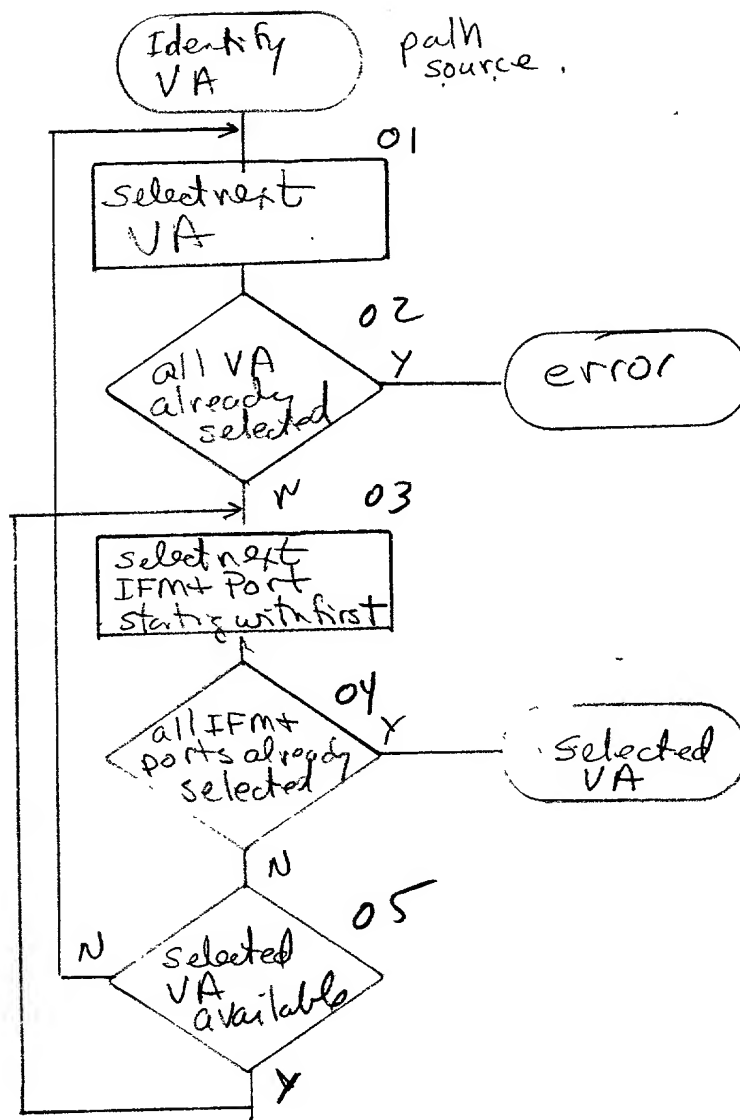 Identify
VA
path
source.
01
select next
VA
02
all VA
already
selected
Y
error
N
03
select next
IFM+ Port
starting with first
04
all IFM+
ports already
selected
Y
selected
VA
N
05
selected
VA
available
N
Y